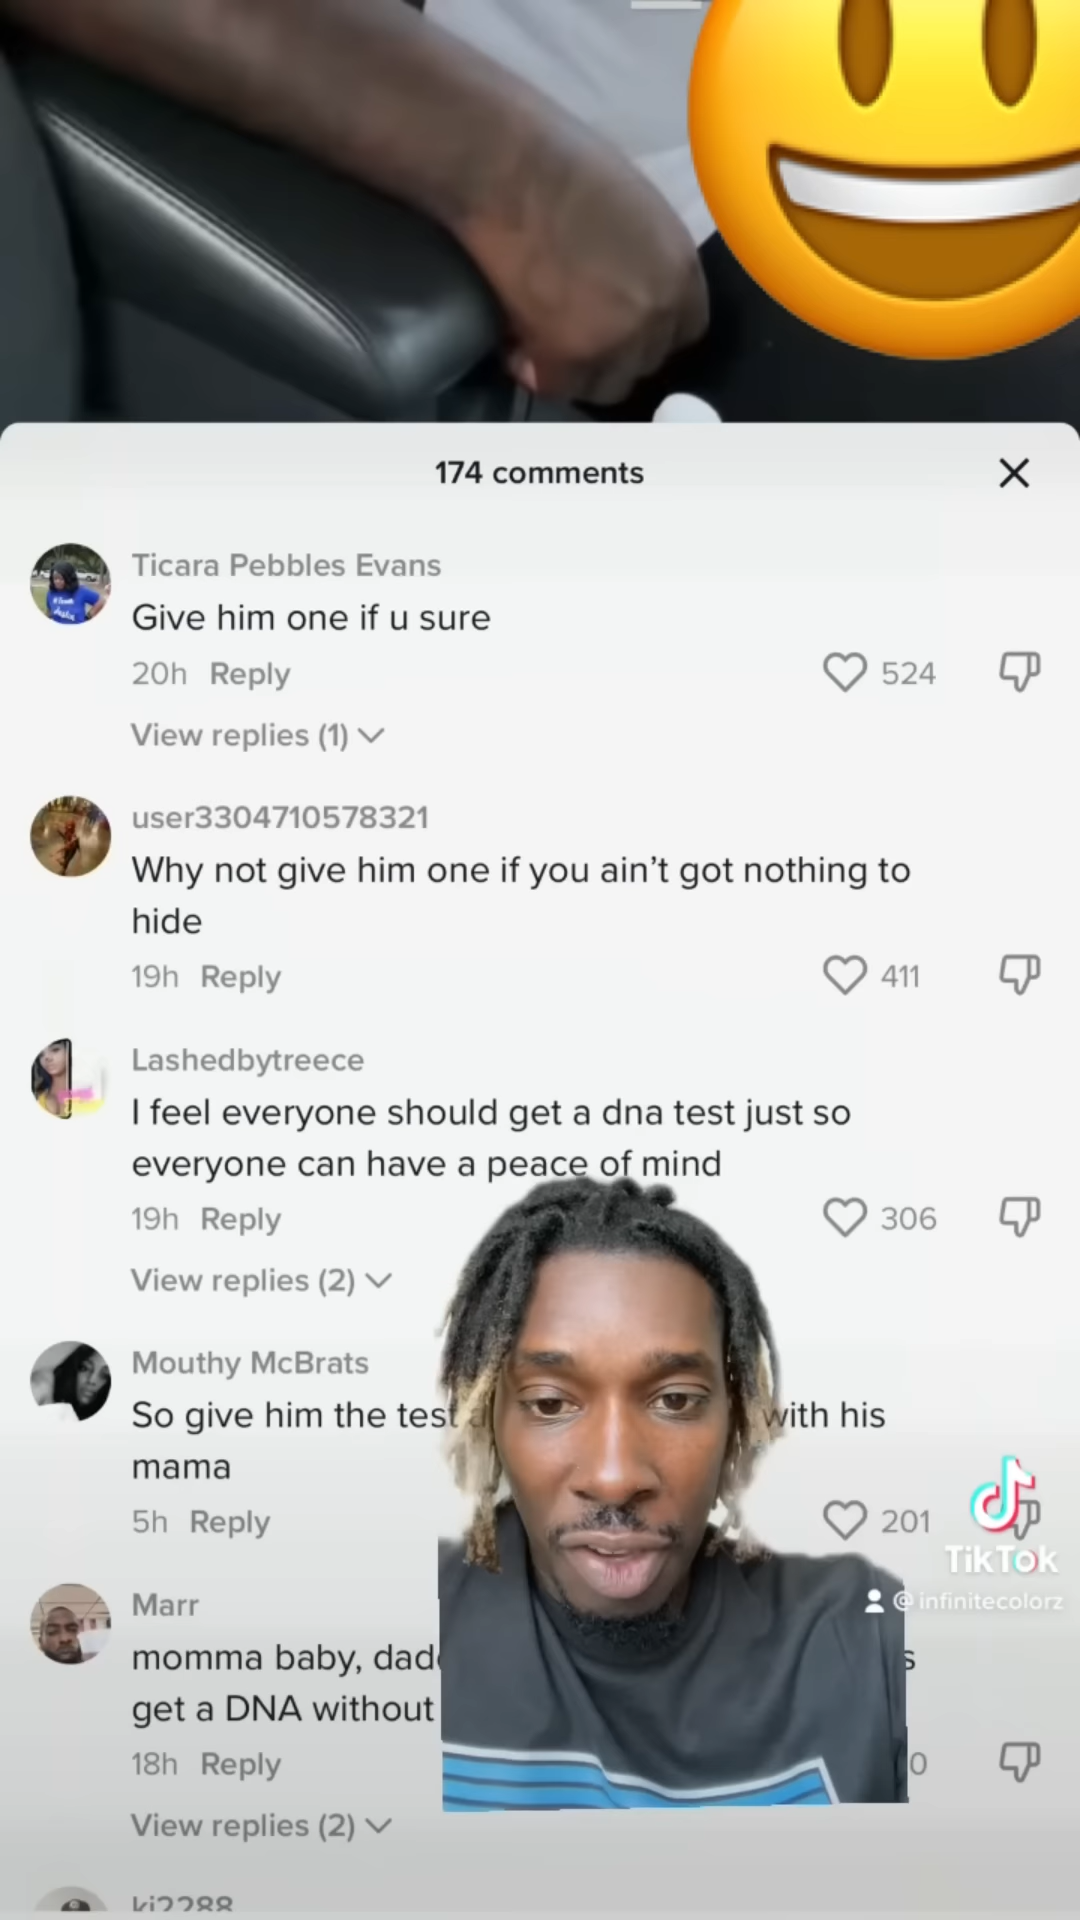 174 comments
Ticara Pebbles Evans
Give him one if u sure
20h Reply
524
View replies (1)
user3304710578321
Why not give him one if you ain't got nothing to
hide
19h Reply
411
Lashedbytreece
I feel everyone should get a dna test just so
everyone can have a peace of mind
19h Reply
306
View replies (2)
Mouthy McBrats
So give him the test with his
mama
5h Reply
201
TikTok
@infinitecolorz
Marr
momma baby,
get a DNA without
18h Reply
View replies (2)
ki2288